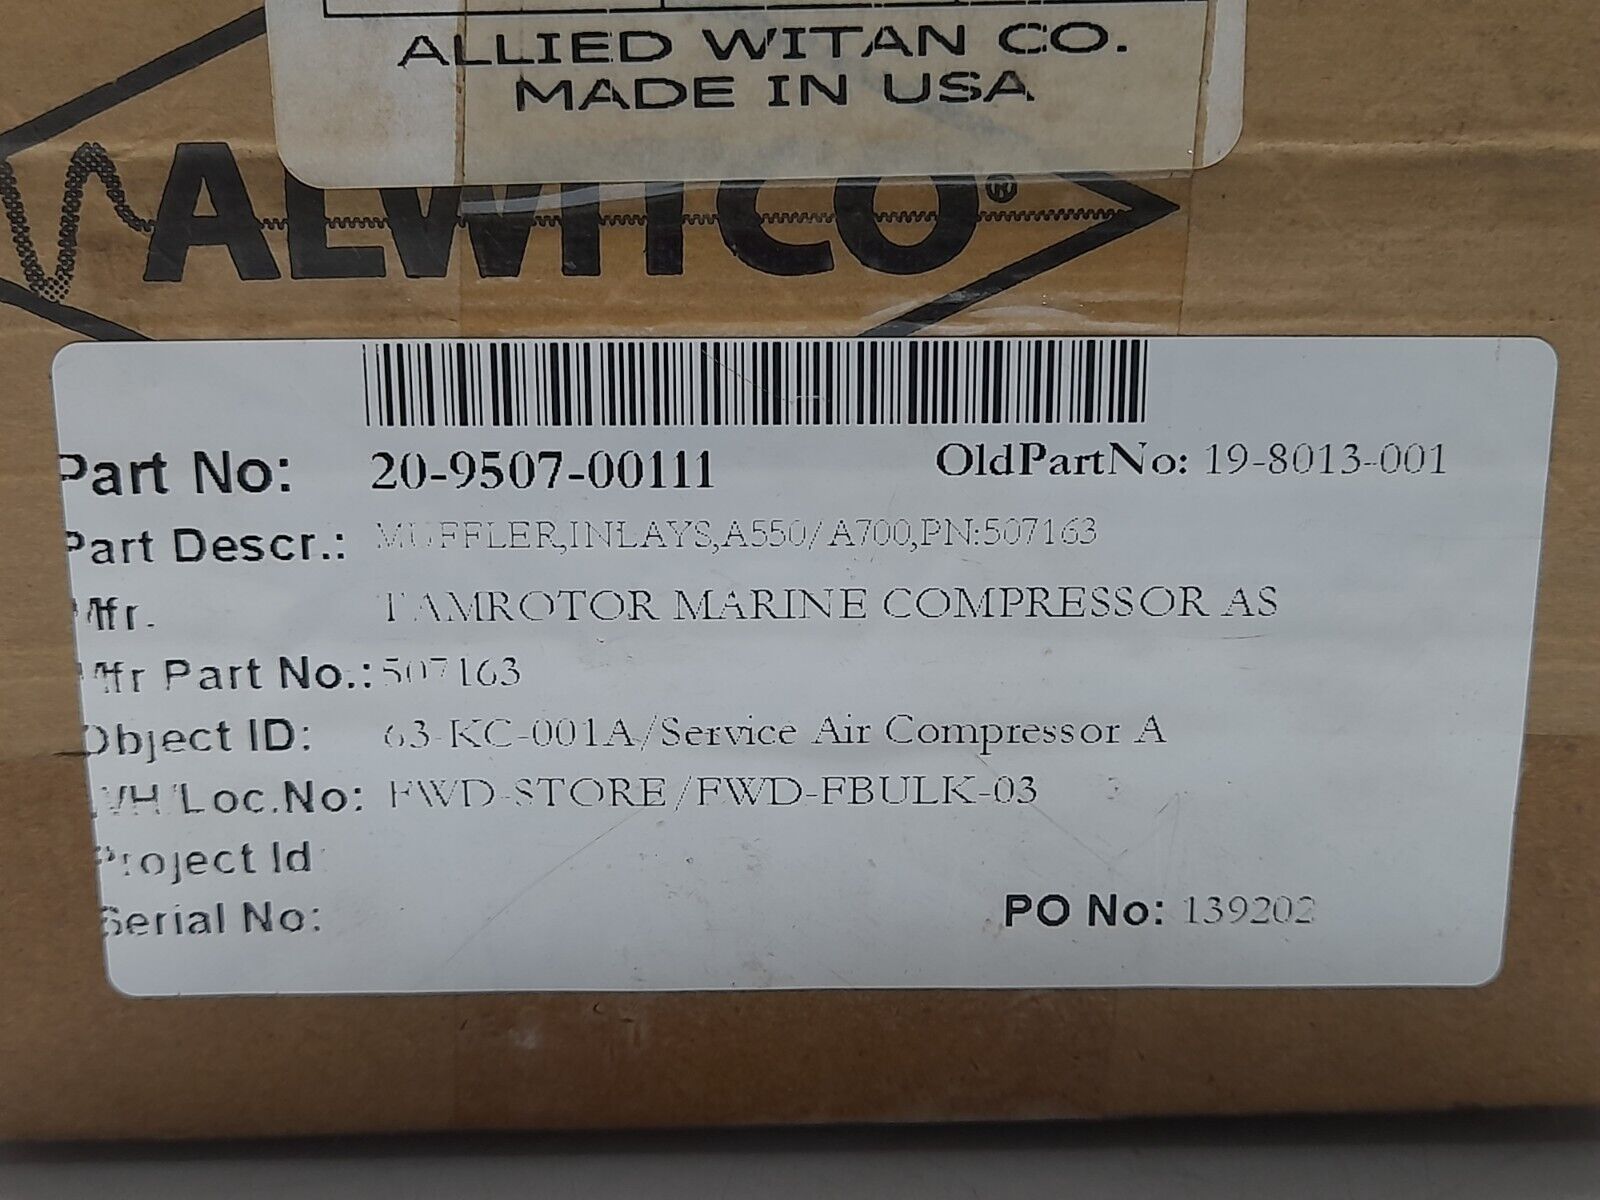 ALLIED WITAN CO.
MADE IN USA
ALWITCO®
Part No: 20-9507-00111 OldPartNo: 19-8013-001
Part Descr.: MUFFLER,INLAYS,A550/A700,PN:507163
Mfr. TAMROTOR MARINE COMPRESSOR AS
Mfr Part No.: 507163
Object ID: 63-KC-001A/Service Air Compressor A
WH/Loc.No: FWD-STORE/FWD-FBULK-03
Project Id
Serial No: PO No: 139202